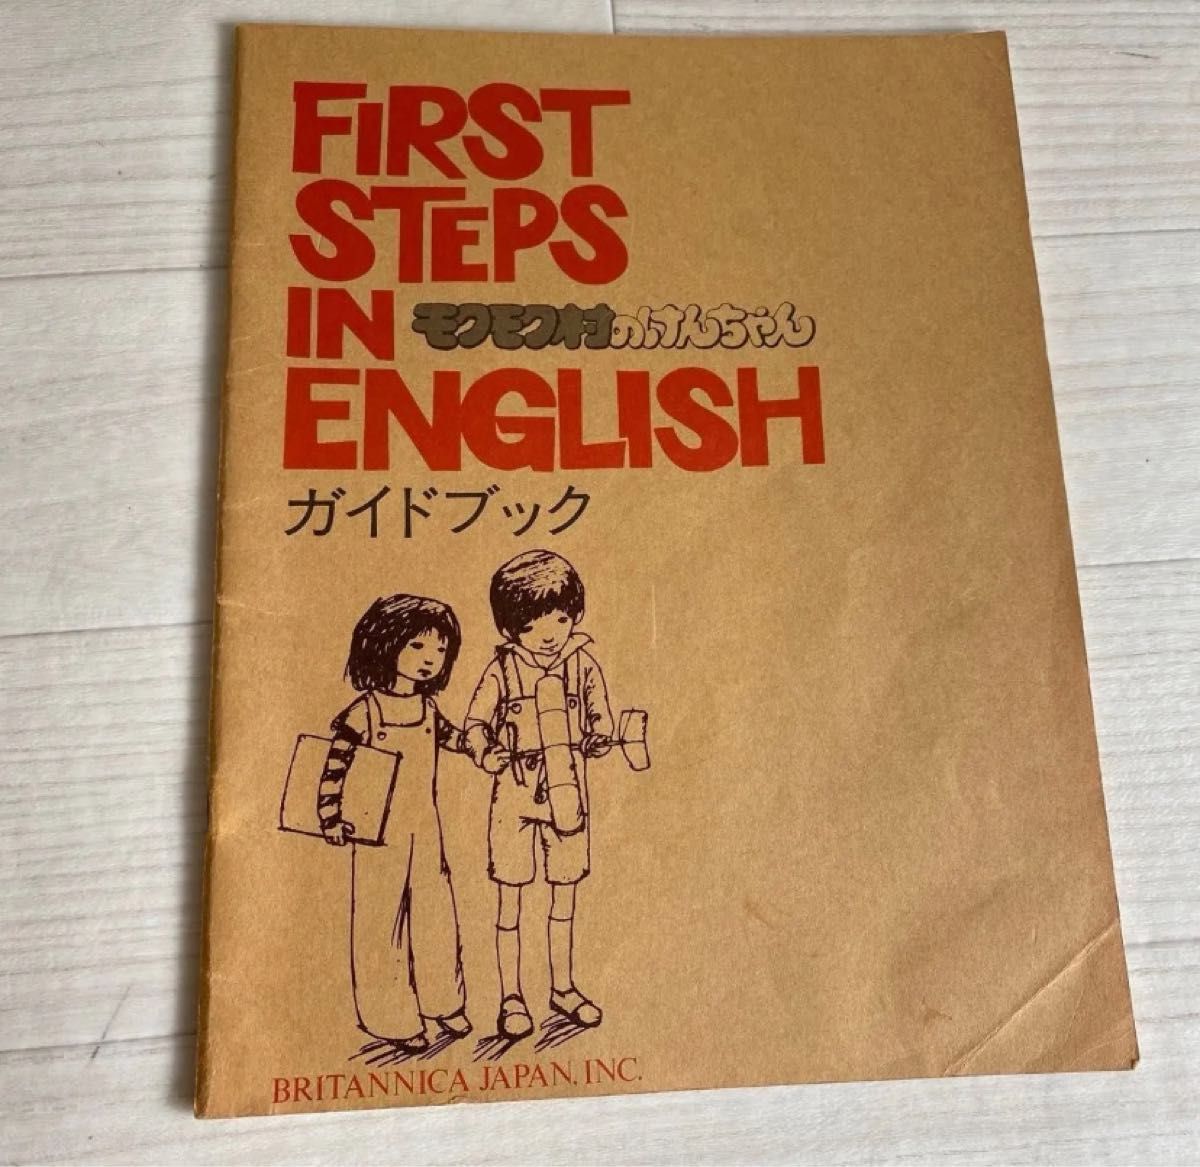 FIRST
STEPS
IN モクモク村のけんちゃん
ENGLISH
ガイドブック
BRITANNICA JAPAN, INC.